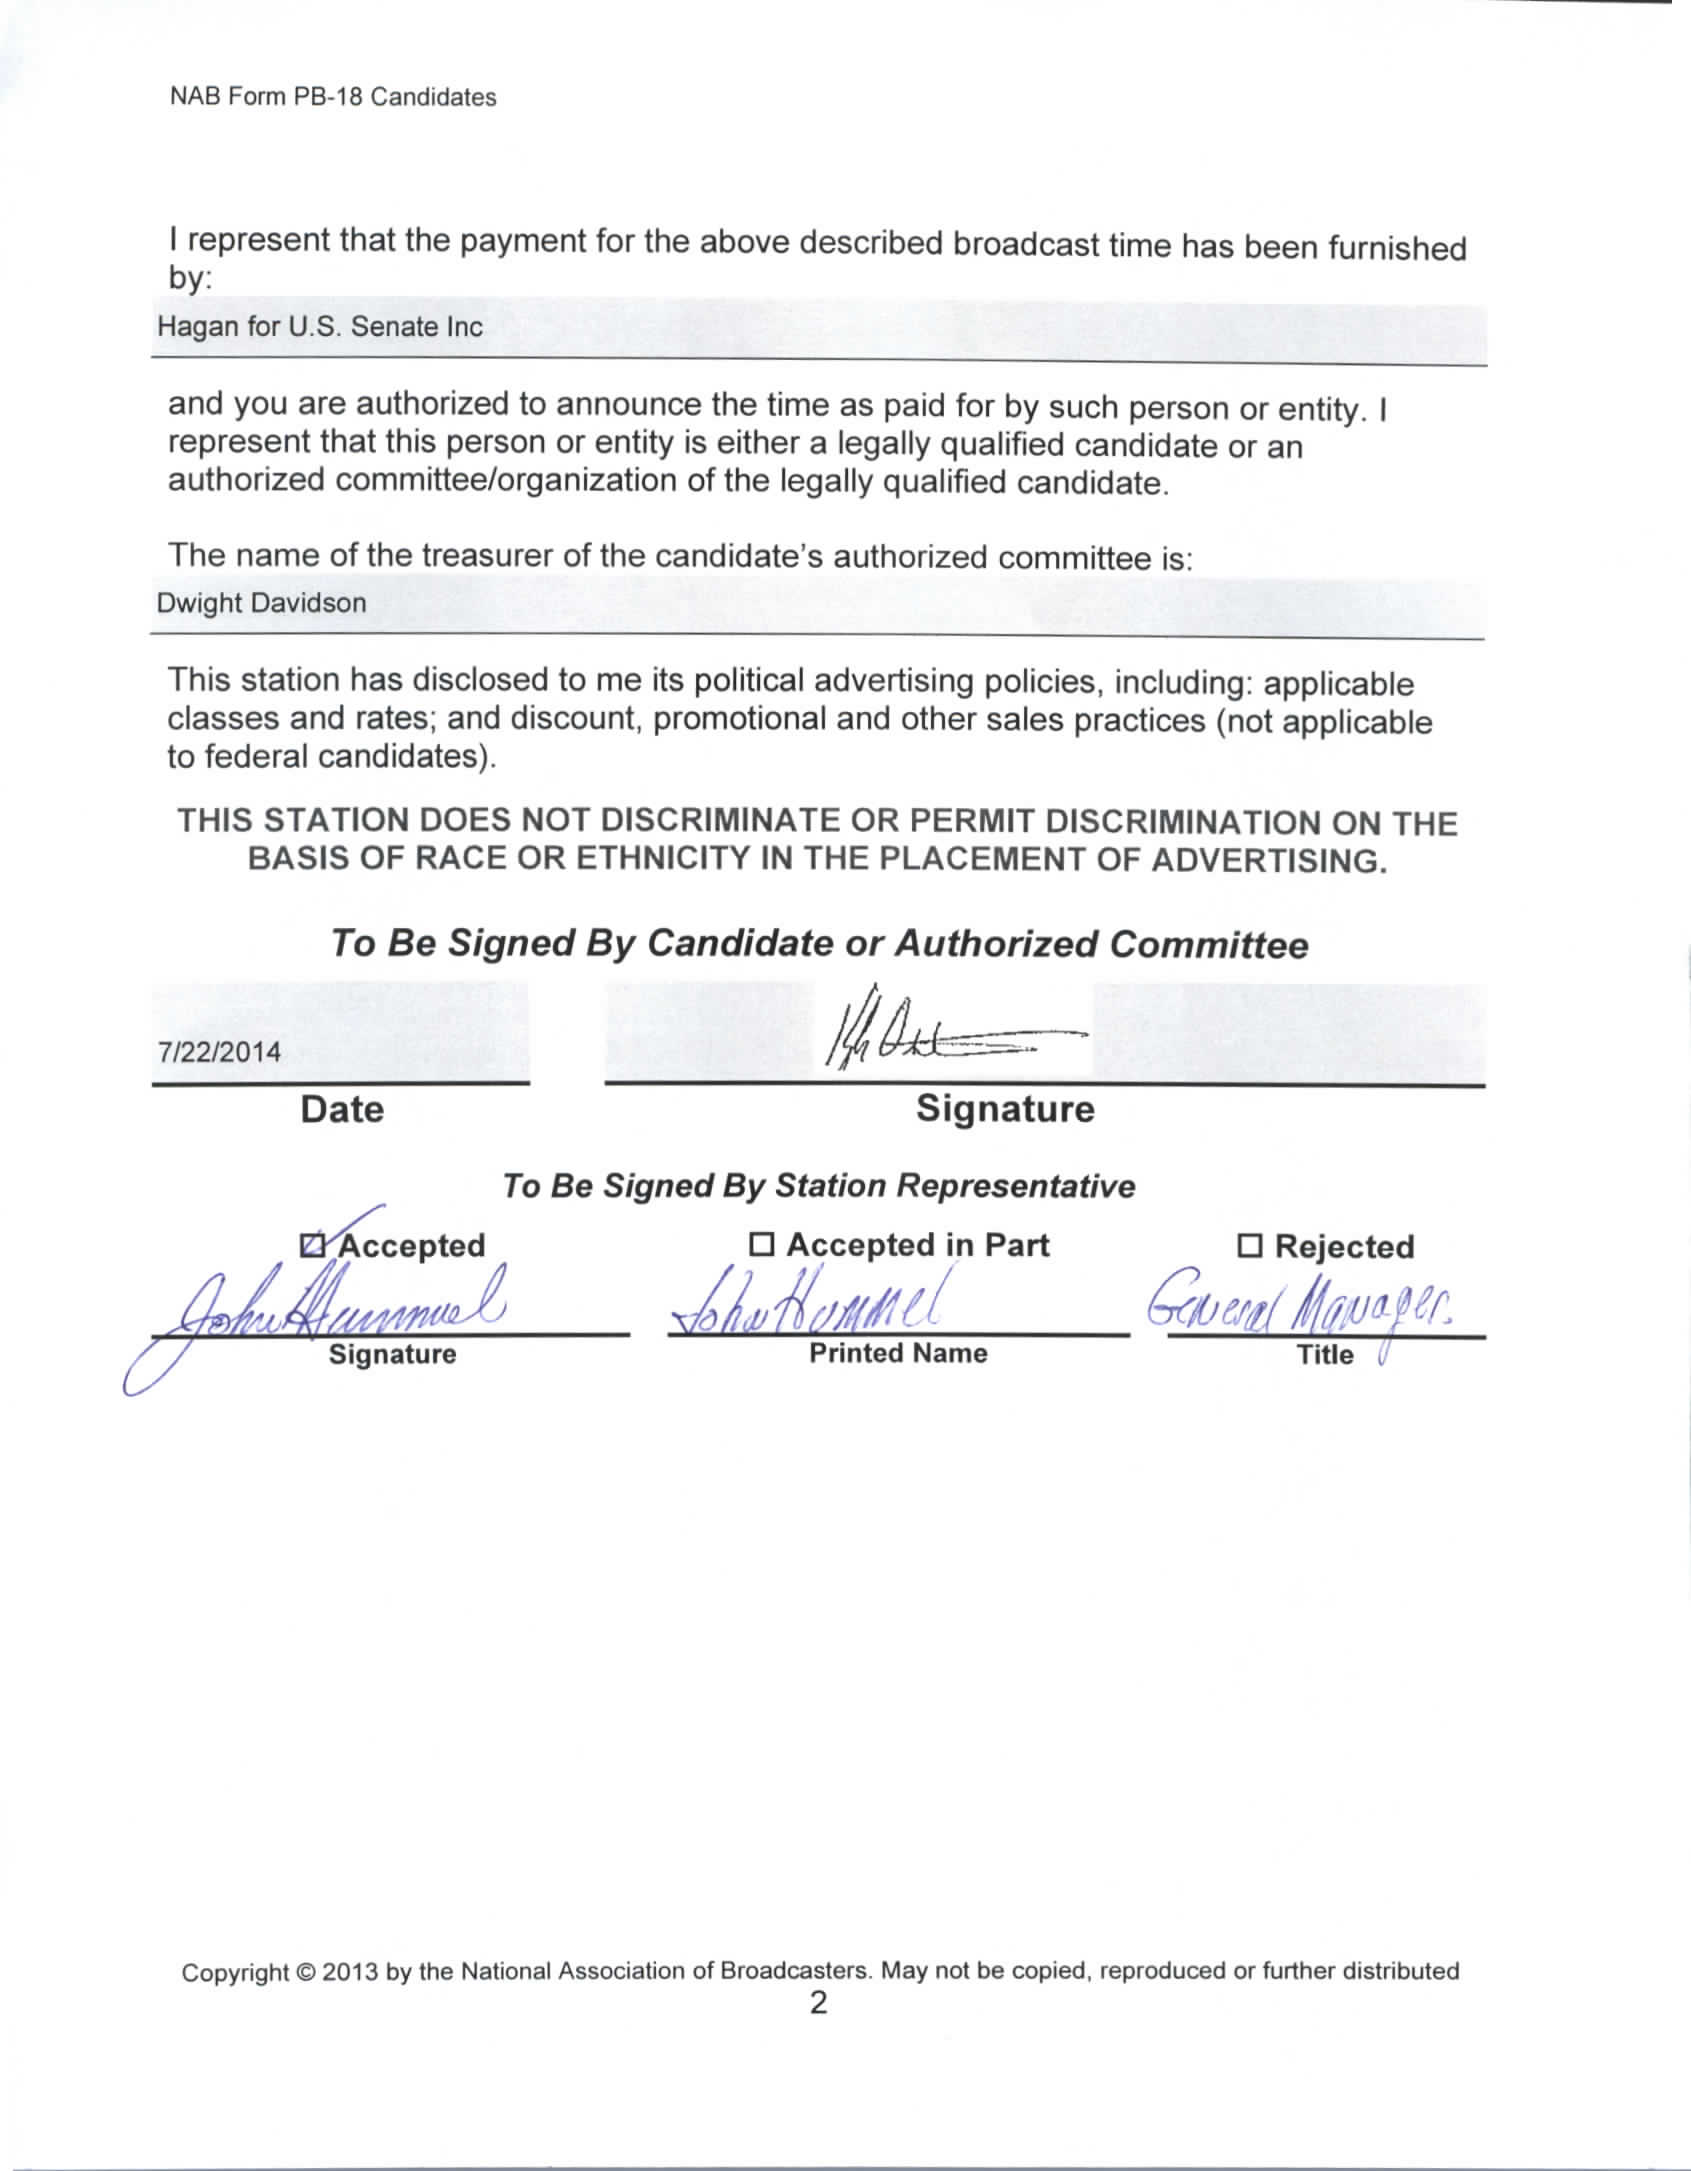 NAB Form PB-18 Candidates
I represent that the payment for the above described broadcast time has been furnished
by:
Hagan for U.S. Senate Inc
and you are authorized to announce the time as paid for by such person or entity. I
represent that this person or entity is either a legally qualified candidate or an
authorized committee/organization of the legally qualified candidate.
The name of the treasurer of the candidate's authorized committee is:
Dwight Davidson
This station has disclosed to me its political advertising policies, including: applicable
classes and rates; and discount, promotional and other sales practices (not applicable
to federal candidates).
THIS STATION DOES NOT DISCRIMINATE OR PERMIT DISCRIMINATION ON THE
BASIS OF RACE OR ETHNICITY IN THE PLACEMENT OF ADVERTISING.
To Be Signed By Candidate or Authorized Committee
7/22/2014
Date Signature
To Be Signed By Station Representative
Accepted Accepted in Part Rejected
John Hummel John Hummel General Manager.
Signature Printed Name Title
Copyright © 2013 by the National Association of Broadcasters. May not be copied, reproduced or further distributed
2